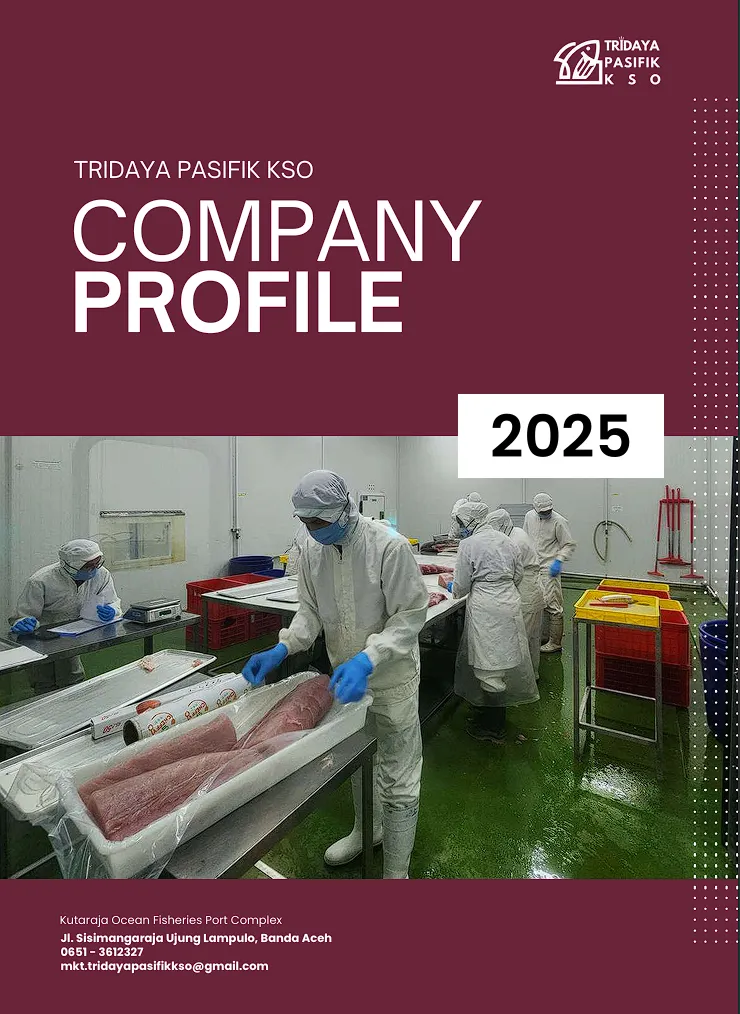 TRIDAYA
PASIFIK
K S O
TRIDAYA PASIFIK KSO
COMPANY
PROFILE
2025
Kutaraja Ocean Fisheries Port Complex
Jl. Sisimangaraja Ujung Lampulo, Banda Aceh
0651 - 3612327
mkt.tridayapasifikkso@gmail.com